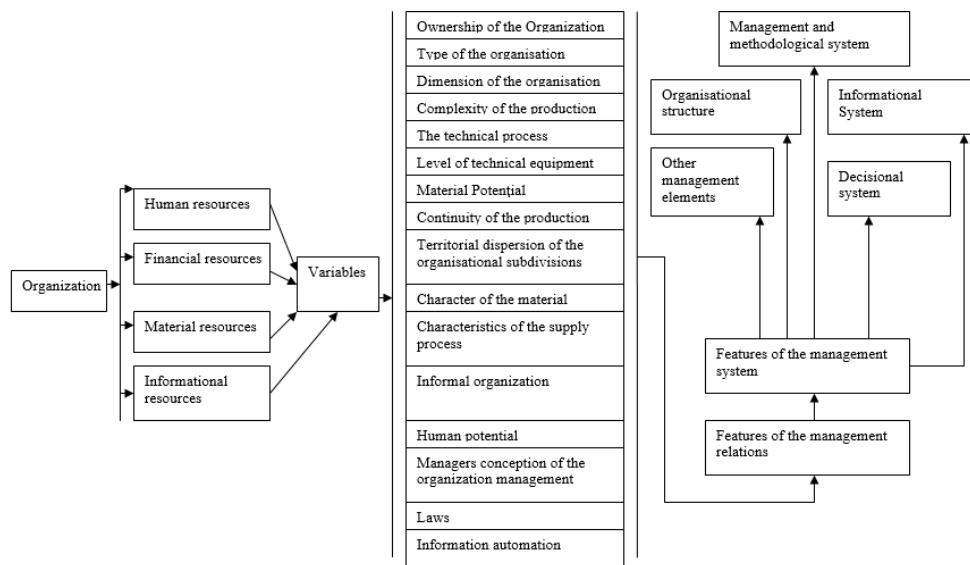 Organization
Human resources
Financial resources
Material resources
Informational
resources
Variables
Ownership of the Organization
Type of the organisation
Dimension of the organisation
Complexity of the production
The technical process
Level of technical equipment
Material Potențial
Continuity of the production
Territorial dispersion of the
organisational subdivisions
Character of the material
Characteristics of the supply
process
Informal organization
Human potential
Managers conception of the
organization management
Laws
Information automation
Management and
methodological system
Organisational
structure
Informational
System
Other
management
elements
Decisional
system
Features of the management
system
Features of the management
relations